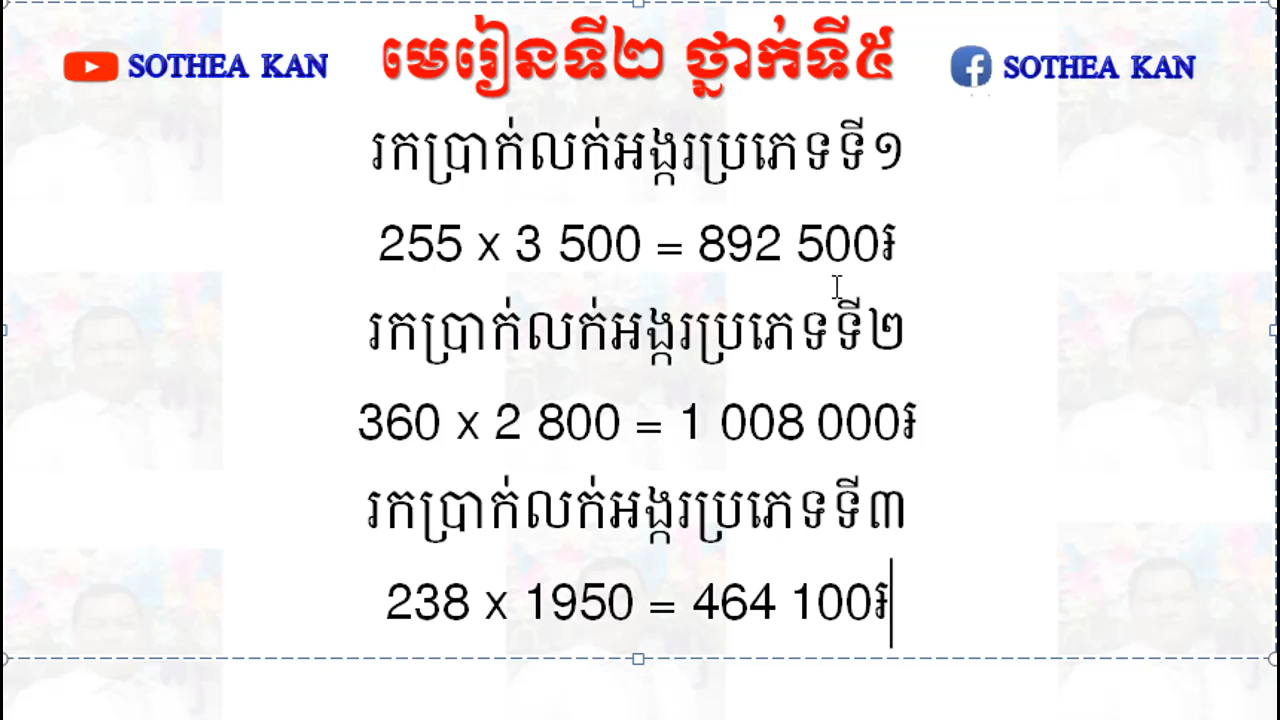 SOTHEA KAN មេរៀនទី២ ថ្នាក់ទី៥ SOTHEA KAN
រកប្រាក់លក់អង្ករប្រភេទទី១
255 x 3 500 = 892 500៛
រកប្រាក់លក់អង្ករប្រភេទទី២
360 x 2 800 = 1 008 000៛
រកប្រាក់លក់អង្ករប្រភេទទី៣
238 x 1950 = 464 100៛